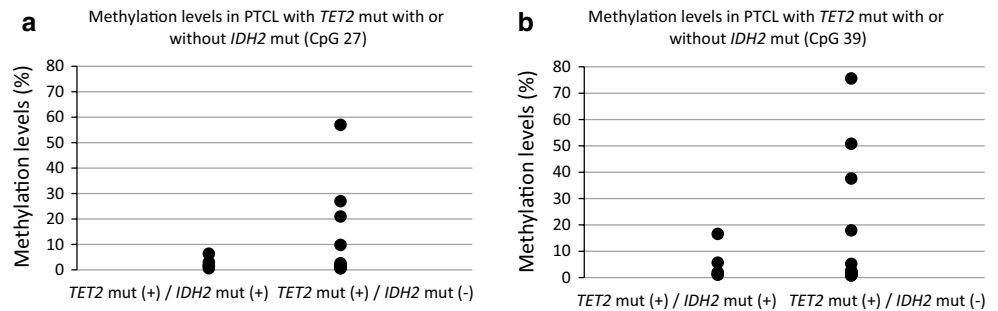 a
Methylation levels in PTCL with TET2 mut with or
without IDH2 mut (CpG 27)
Methylation levels (%)
80
70
60
50
40
30
20
10
0
TET2 mut (+) / IDH2 mut (+) TET2 mut (+) / IDH2 mut (-)
b
Methylation levels in PTCL with TET2 mut with or
without IDH2 mut (CpG 39)
Methylation levels (%)
80
70
60
50
40
30
20
10
0
TET2 mut (+) / IDH2 mut (+) TET2 mut (+) / IDH2 mut (-)